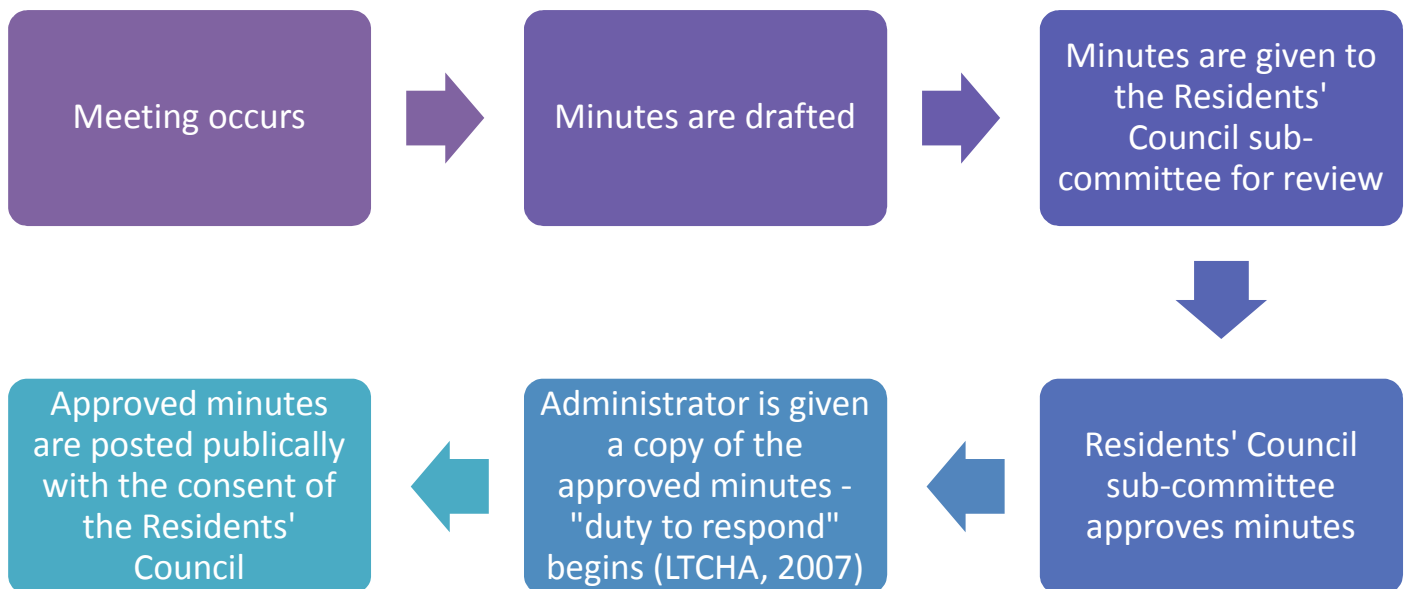 Meeting occurs
Minutes are drafted
Minutes are given to
the Residents'
Council sub-
committee for review
Residents' Council
sub-committee
approves minutes
Administrator is given
a copy of the
approved minutes -
"duty to respond"
begins (LTCHA, 2007)
Approved minutes
are posted publically
with the consent of
the Residents'
Council